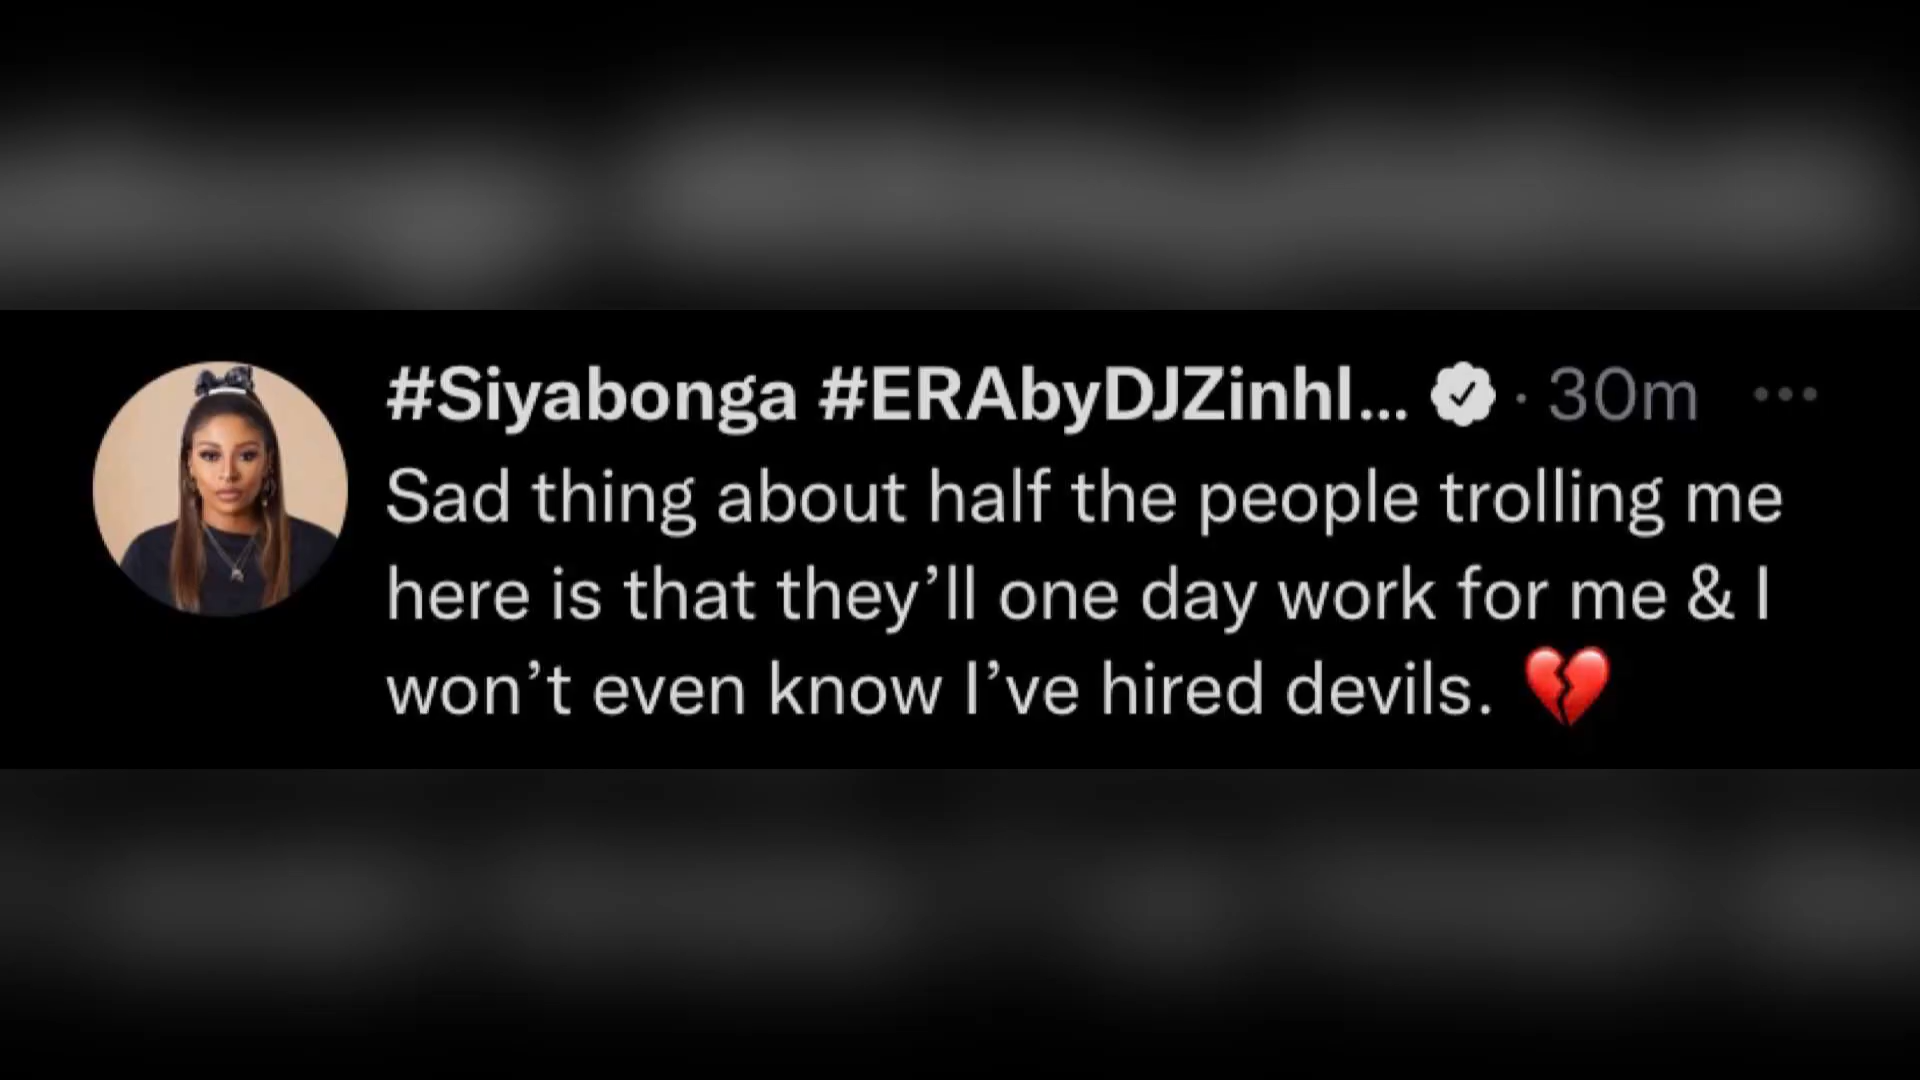 #Siyabonga #ERAbyDJZinhl... · 30m ···
Sad thing about half the people trolling me
here is that they’ll one day work for me & I
won’t even know I’ve hired devils. 💔